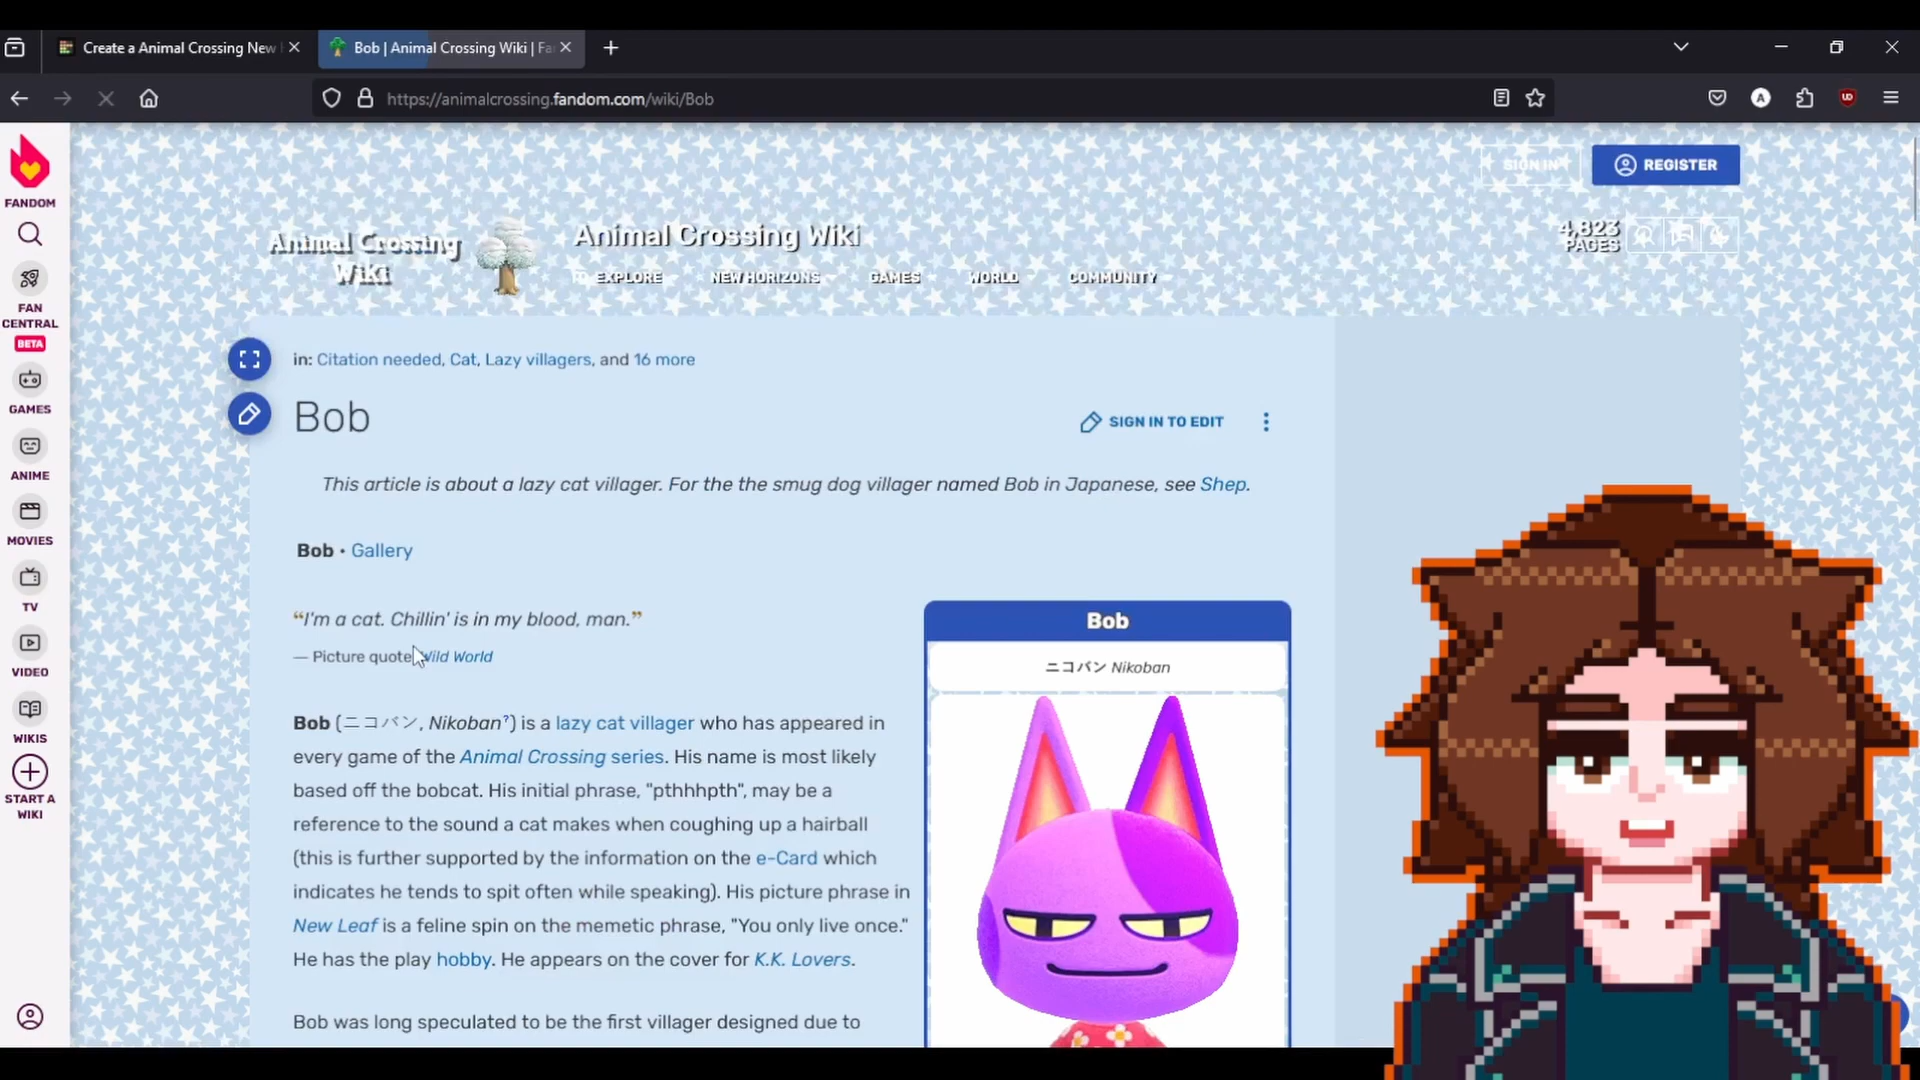 Create a Animal Crossing New
Bob | Animal Crossing Wiki | Fa
https://animalcrossing.fandom.com/wiki/Bob
A
FANDOM
FAN
CENTRAL
BETA
GAMES
ANIME
MOVIES
TV
VIDEO
WIKIS
START A
WIKI
SIGN IN
REGISTER
Animal Crossing
Wiki
Animal Crossing Wiki
4,823
PAGES
EXPLORE
NEW HORIZONS
GAMES
WORLD
COMMUNITY
in: Citation needed, Cat, Lazy villagers, and 16 more
Bob
SIGN IN TO EDIT
This article is about a lazy cat villager. For the the smug dog villager named Bob in Japanese, see Shep.
Bob • Gallery
“I'm a cat. Chillin' is in my blood, man.”
— Picture quote, Wild World
Bob (ニコバン, Nikoban?) is a lazy cat villager who has appeared in
every game of the Animal Crossing series. His name is most likely
based off the bobcat. His initial phrase, "pthhhpth", may be a
reference to the sound a cat makes when coughing up a hairball
(this is further supported by the information on the e-Card which
indicates he tends to spit often while speaking). His picture phrase in
New Leaf is a feline spin on the memetic phrase, "You only live once."
He has the play hobby. He appears on the cover for K.K. Lovers.
Bob was long speculated to be the first villager designed due to
Bob
ニコバン Nikoban